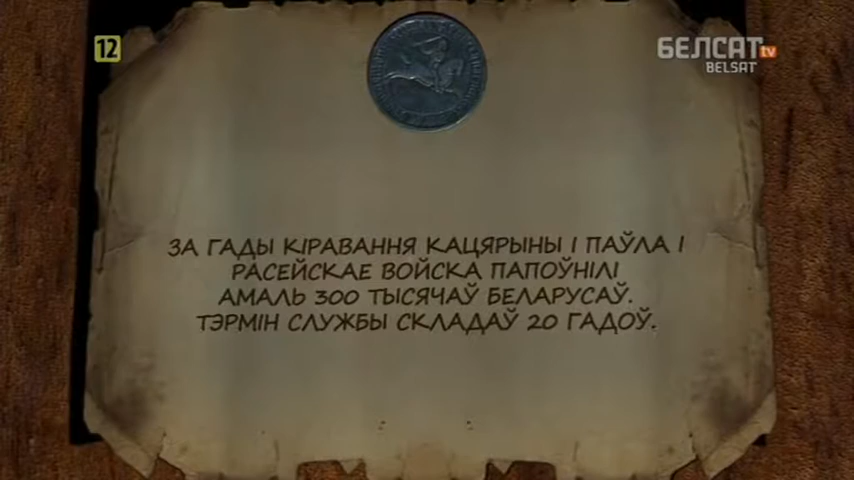 12
БЕЛСАТ tv
BELSAT
ЗА ГАДЫ КІРАВАННЯ КАЦЯРЫНЫ І ПАЎЛА І
РАСЕЙСКАЕ ВОЙСКА ПАПОЎНІЛІ
АМАЛЬ 300 ТЫСЯЧАЎ БЕЛАРУСАЎ.
ТЭРМІН СЛУЖБЫ СКЛАДАЎ 20 ГАДОЎ.